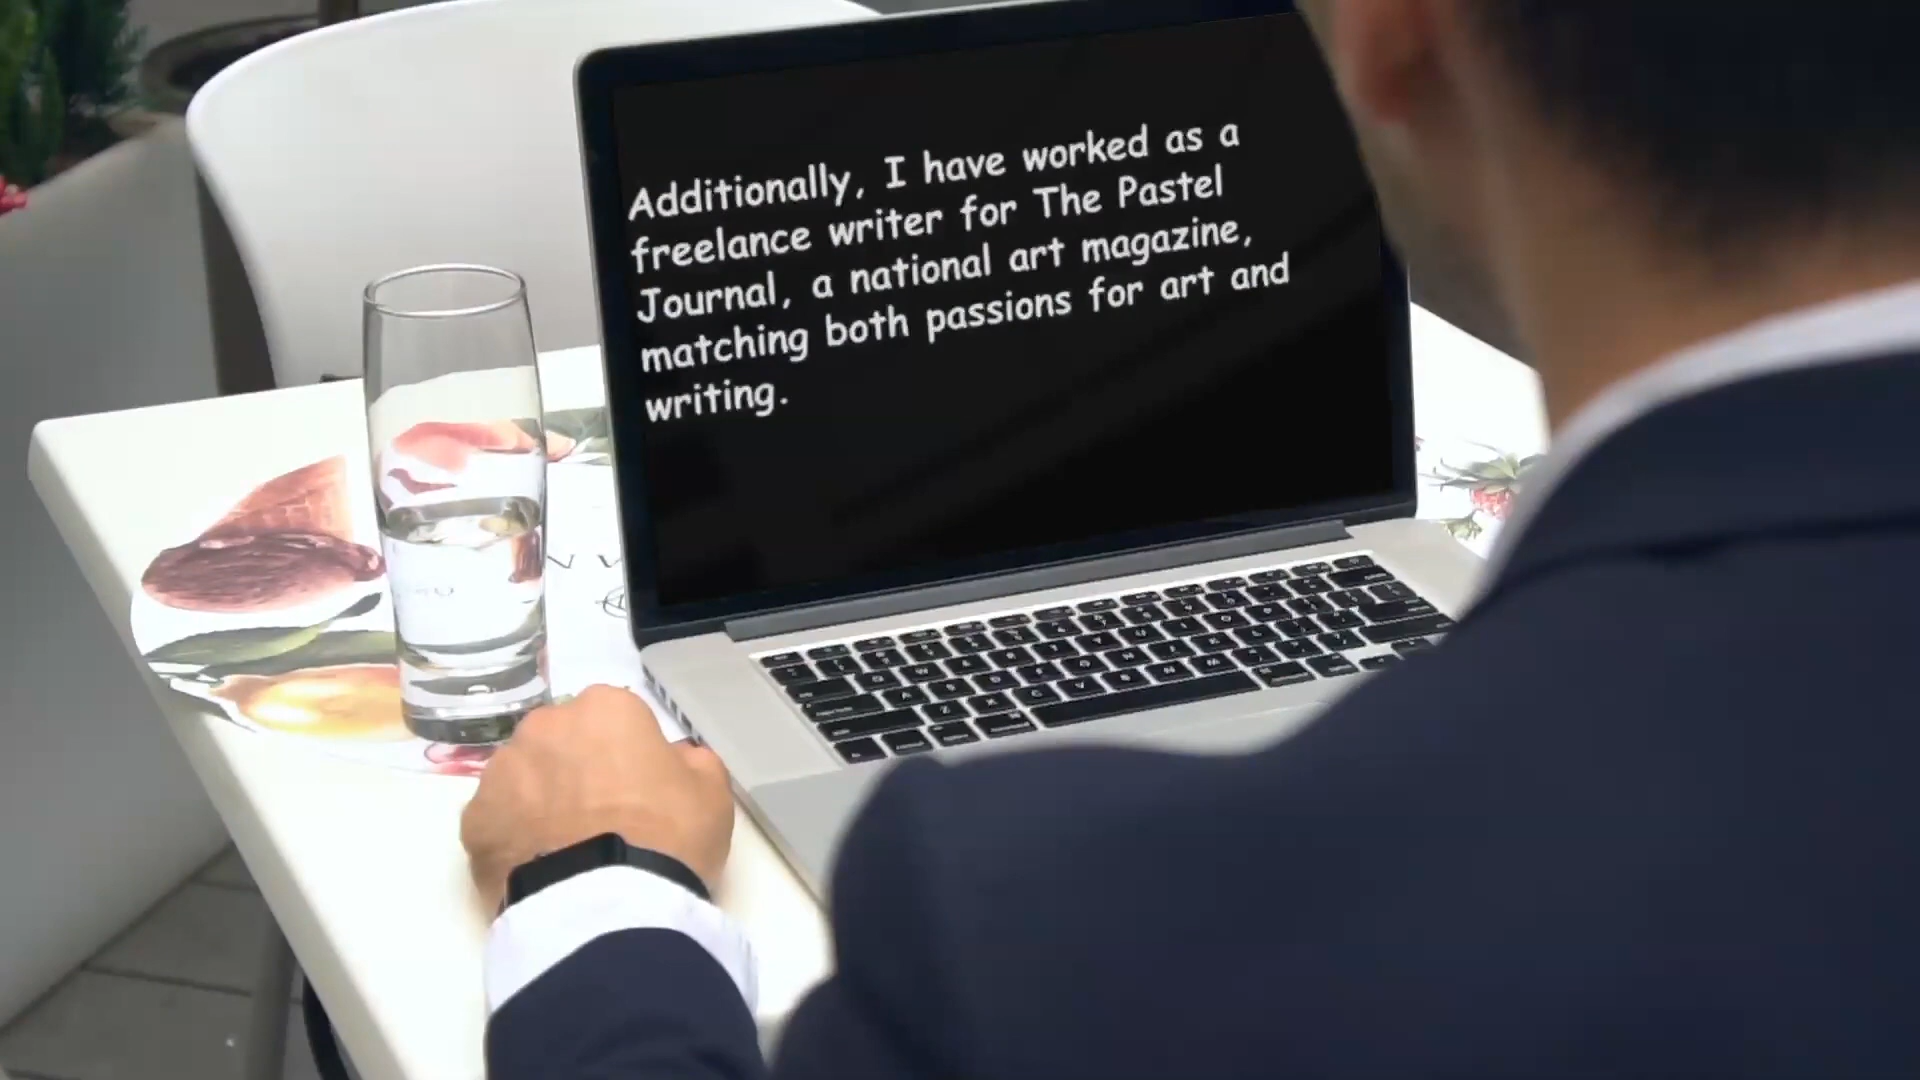 Additionally, I have worked as a
freelance writer for The Pastel
Journal, a national art magazine,
matching both passions for art and
writing.